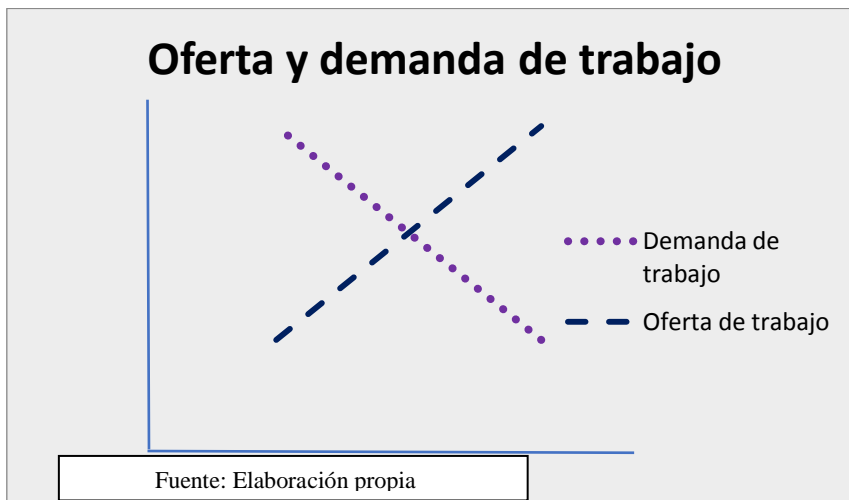 Oferta y demanda de trabajo
Demanda de
trabajo
Oferta de trabajo
Fuente: Elaboración propia